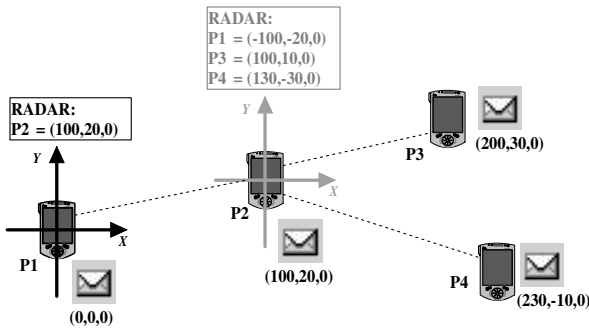 RADAR:
P1 = (-100,-20,0)
P3 = (100,10,0)
P4 = (130,-30,0)
RADAR:
P2 = (100,20,0)
Y
X
P1
(0,0,0)
Y
X
P2
(100,20,0)
P3
(200,30,0)
P4
(230,-10,0)